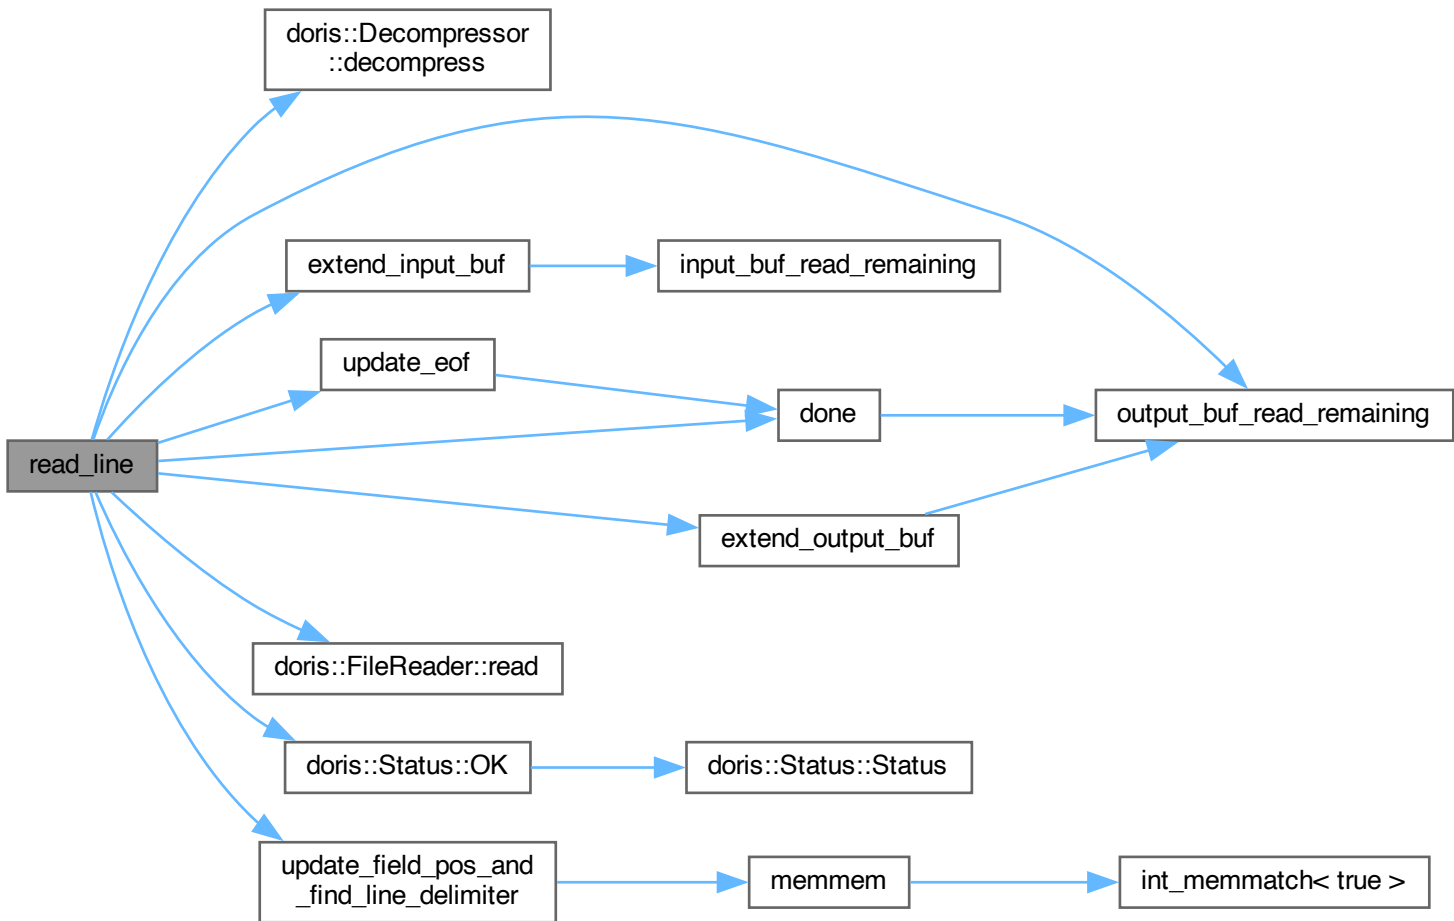 doris::Decompressor
::decompress
extend_input_buf
input_buf_read_remaining
update_eof
done
output_buf_read_remaining
read_line
extend_output_buf
doris::FileReader::read
doris::Status::OK
doris::Status::Status
update_field_pos_and
_find_line_delimiter
memmem
int_memmatch< true >